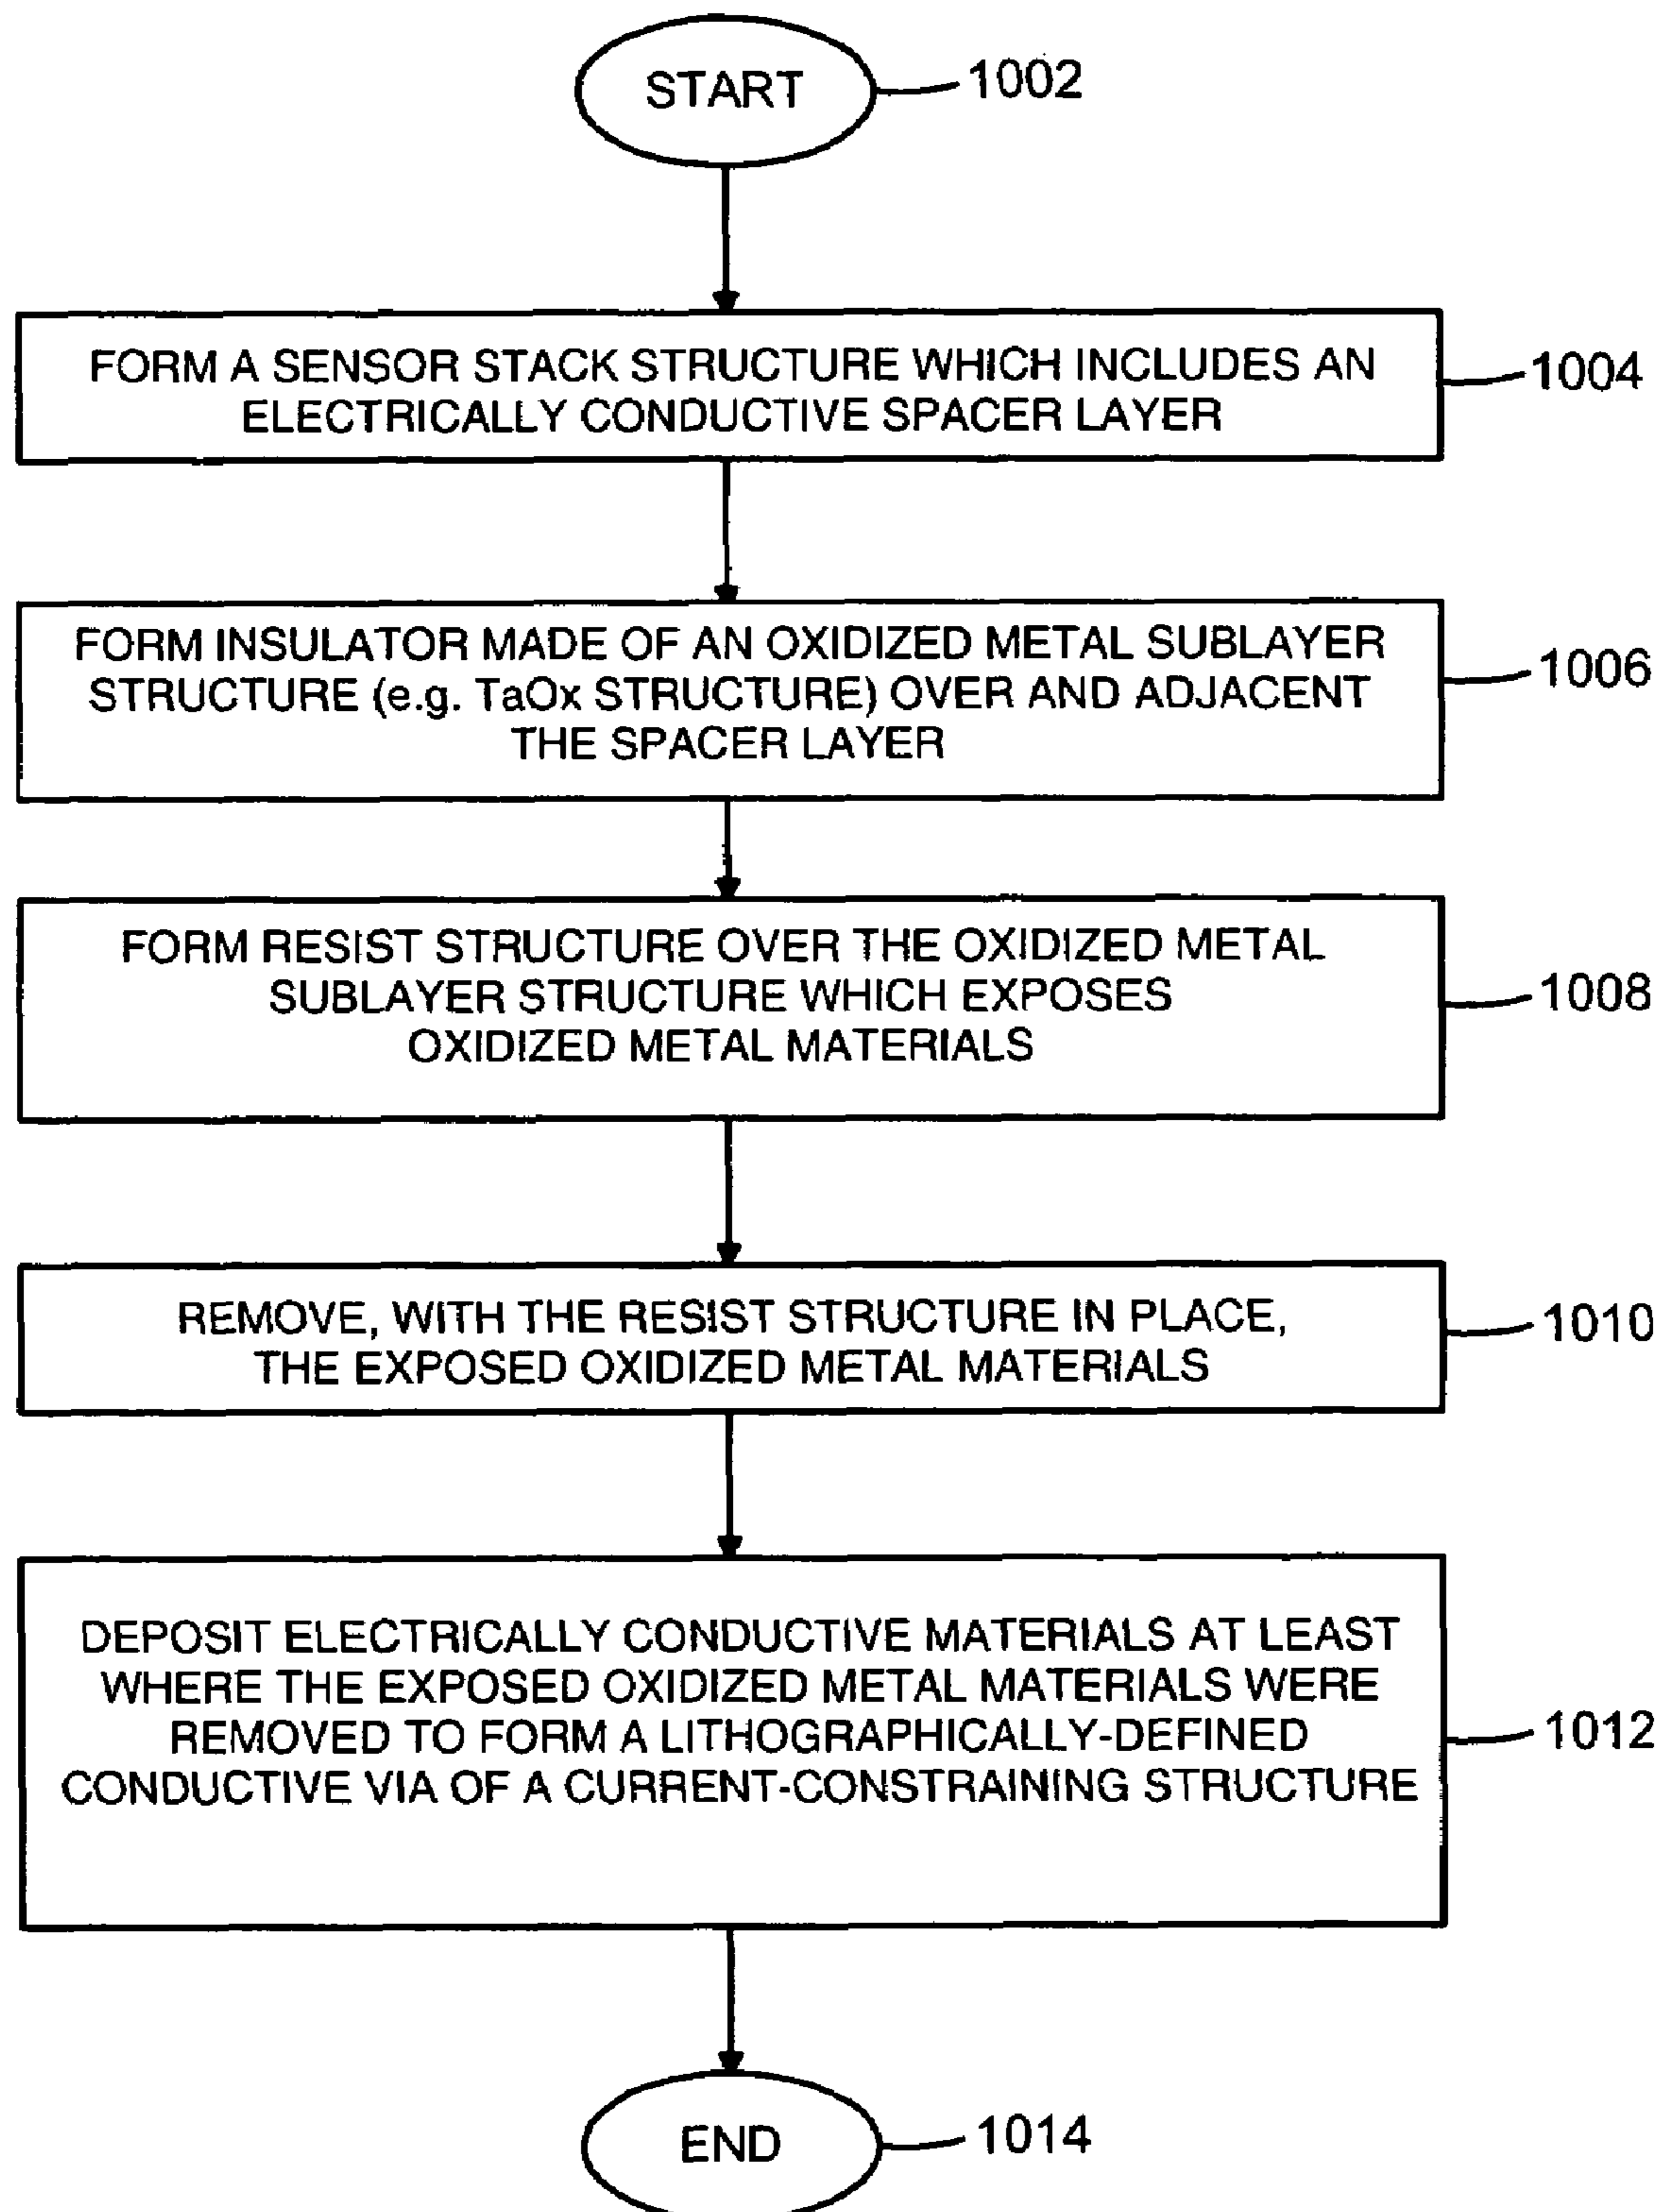 START
1002
FORM A SENSOR STACK STRUCTURE WHICH INCLUDES AN
ELECTRICALLY CONDUCTIVE SPACER LAYER
1004
FORM INSULATOR MADE OF AN OXIDIZED METAL SUBLAYER
STRUCTURE (e.g. TaOx STRUCTURE) OVER AND ADJACENT
THE SPACER LAYER
1006
FORM RESIST STRUCTURE OVER THE OXIDIZED METAL
SUBLAYER STRUCTURE WHICH EXPOSES
OXIDIZED METAL MATERIALS
1008
REMOVE, WITH THE RESIST STRUCTURE IN PLACE,
THE EXPOSED OXIDIZED METAL MATERIALS
1010
DEPOSIT ELECTRICALLY CONDUCTIVE MATERIALS AT LEAST
WHERE THE EXPOSED OXIDIZED METAL MATERIALS WERE
REMOVED TO FORM A LITHOGRAPHICALLY-DEFINED
CONDUCTIVE VIA OF A CURRENT-CONSTRAINING STRUCTURE
1012
END
1014